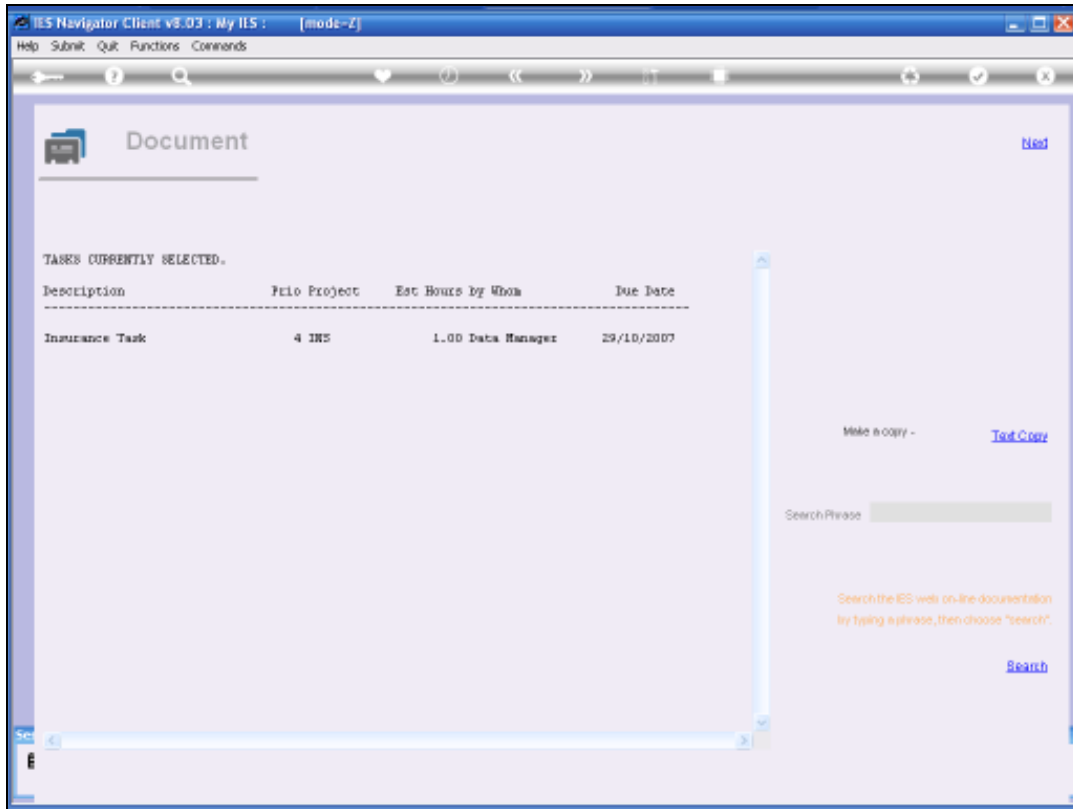 IES Navigator Client v8.03 : My IES : [mode-Z]
Help Submit Quit Functions Commands
Document
Next
TASKS CURRENTLY SELECTED.
Description Prio Project Est Hours by Whom Due Date
--------------------------------------------------------------------------------
Insurance Task 4 INS 1.00 Data Manager 29/10/2007
Make a copy -
Text Copy
Search Phrase
Search the IES web on-line documentation
by typing a phrase, then choose "search".
Search